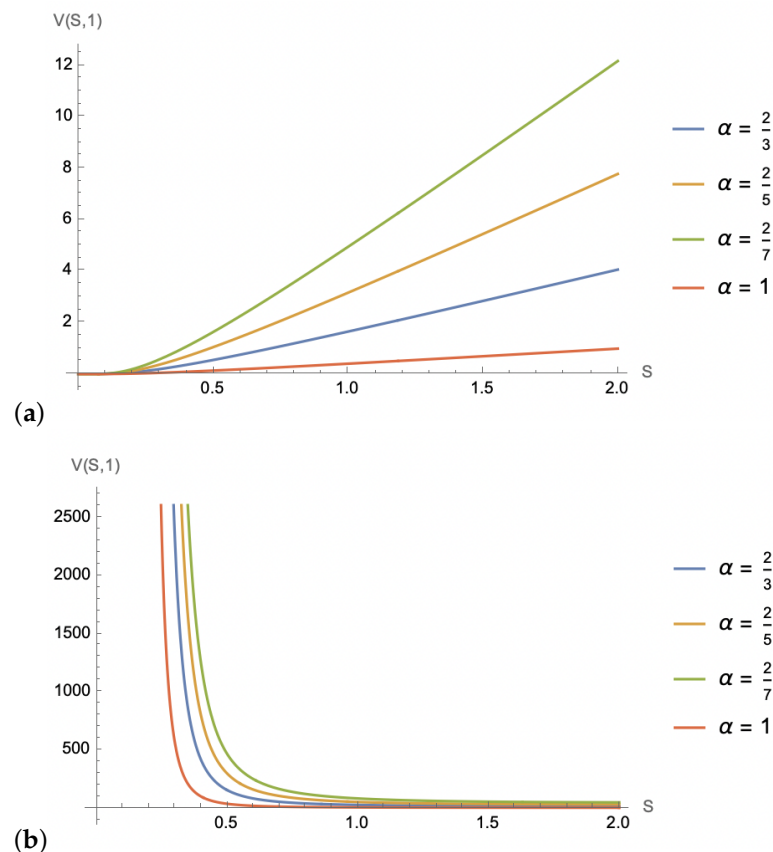 V(S,1)
12
10
8
6
4
2
0.5 1.0 1.5 2.0 S
α = 2/3
α = 2/5
α = 2/7
α = 1
(a)
V(S,1)
2500
2000
1500
1000
500
0.5 1.0 1.5 2.0 S
α = 2/3
α = 2/5
α = 2/7
α = 1
(b)